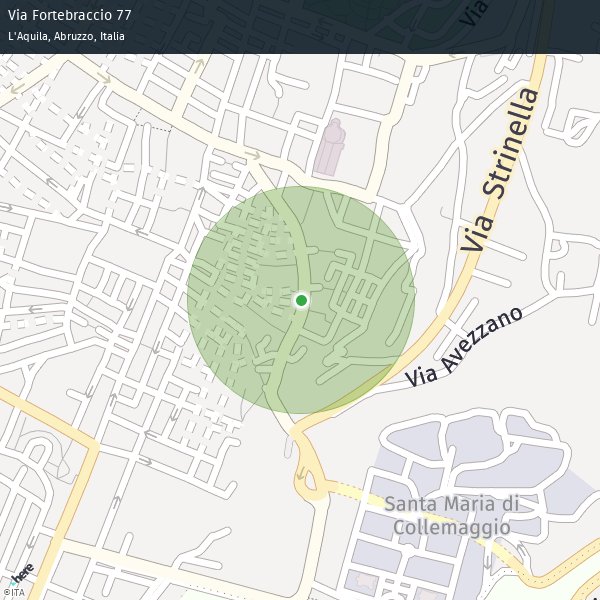 Via Fortebraccio 77
L'Aquila, Abruzzo, Italia
Via
Via Strinella
Via Avezzano
Santa Maria di
Collemaggio
here
©ITA